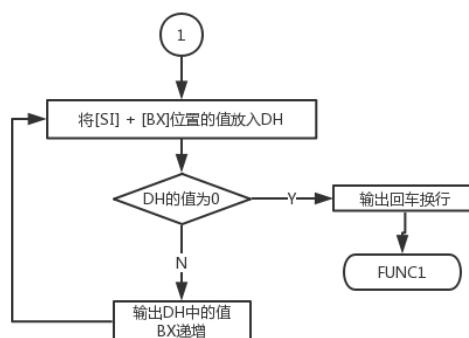 1
将[SI] + [BX]位置的值放入DH
DH的值为0
Y
输出回车换行
N
FUNC1
输出DH中的值
BX递增